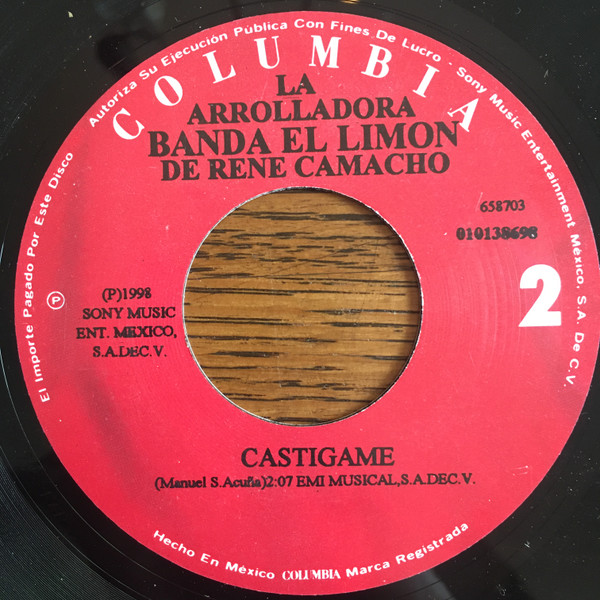 El Importe Pagado Por Este Disco Autoriza Su Ejecución Pública Con Fines De Lucro - Sony Music Entertainment México, S.A. De C.V.
COLUMBIA
LA
ARROLLADORA
BANDA EL LIMON
DE RENE CAMACHO
658703
010138698
2
P
(P)1998
SONY MUSIC
ENT. MEXICO,
S.A.DEC.V.
CASTIGAME
(Manuel S.Acuña)2:07 EMI MUSICAL,S.A.DEC.V.
Hecho En México COLUMBIA Marca Registrada